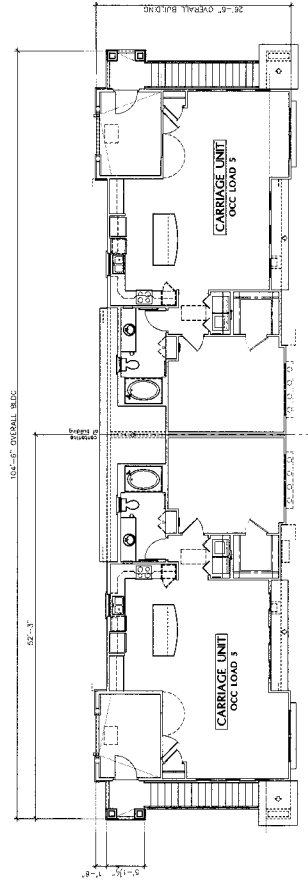 26'-6" OVERALL BUILDING
CARRIAGE UNIT
OCC LOAD 5
104'-6" OVERALL BLDG
centerline
of building
52'-3"
CARRIAGE UNIT
OCC LOAD 5
1'-6"